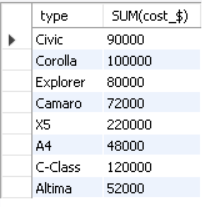 type SUM(cost_$)
Civic 90000
Corolla 100000
Explorer 80000
Camaro 72000
X5 220000
A4 48000
C-Class 120000
Altima 52000